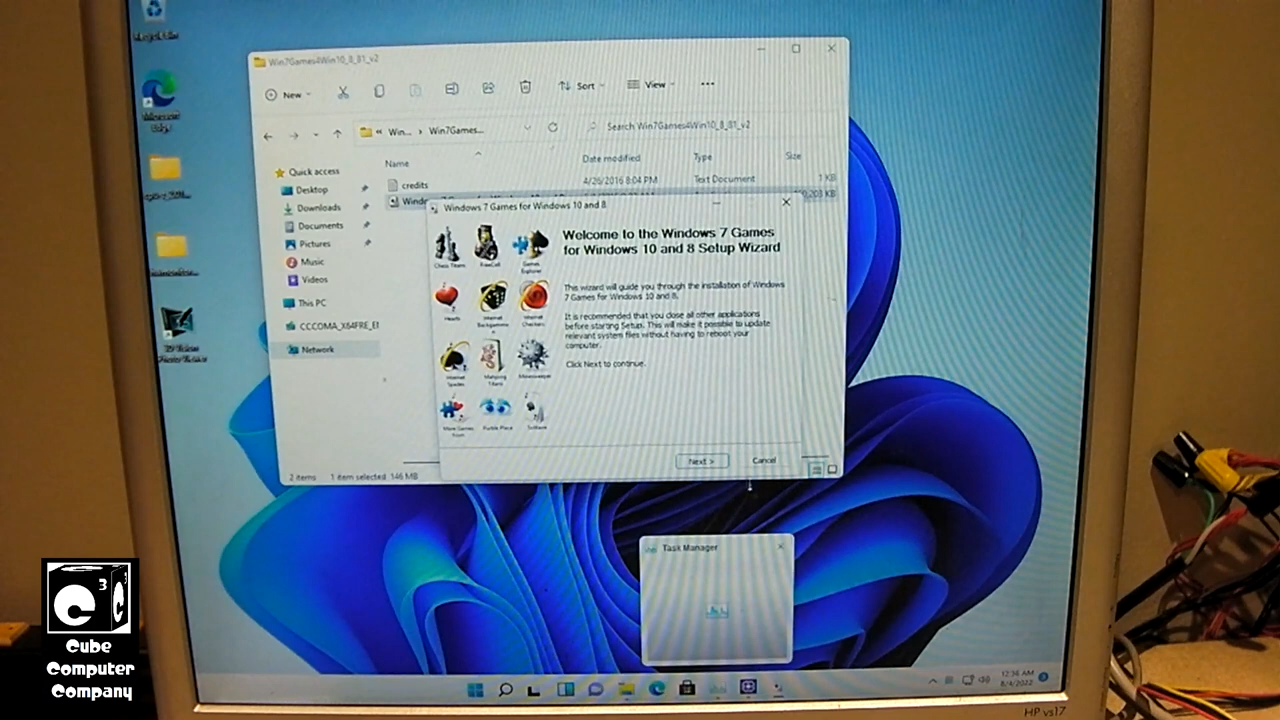 Recycle Bin
Microsoft
Edge
Win7Games4Win10_8_81_v2
New
Sort
View
Win...
Win7Games...
Search Win7Games4Win10_8_81_v2
Quick access
Desktop
Downloads
Documents
Pictures
Music
Videos
This PC
CCCOMA_X64FRE_E
Network
Name
Date modified
Type
Size
credits
4/26/2016 8:04 PM
Text Document
1 KB
Windows 7 Games for Windows 10 and 8
Chess Titans
FreeCell
Games
Explorer
Hearts
Internet
Internet
Checkers
Internet
Spades
Mahjong
Titans
Minesweeper
More Games
Purble Place
Solitaire
Welcome to the Windows 7 Games
for Windows 10 and 8 Setup Wizard
This wizard will guide you through the installation of Windows
7 Games for Windows 10 and 8.
It is recommended that you close all other applications
before starting Setup. This will make it possible to update
relevant system files without having to reboot your
computer.
Click Next to continue.
Next >
Cancel
2 items
1 item selected 146 MB
Task Manager
12:36 AM
8/4/2022
HP vs17
3
C
Cube
Computer
Company